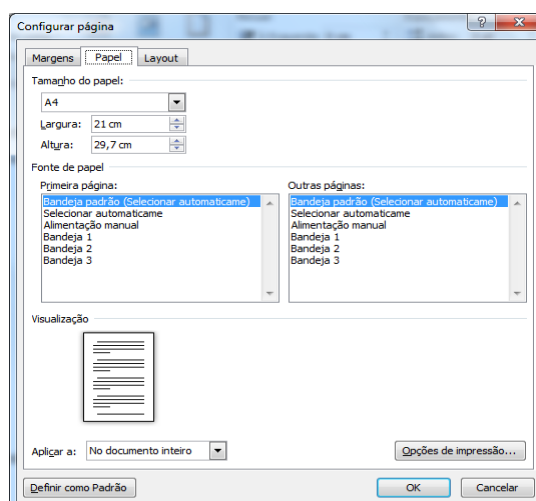 Configurar página
Margens Papel Layout
Tamanho do papel:
A4
Largura: 21 cm
Altura: 29,7 cm
Fonte de papel
Primeira página: Outras páginas:
Bandeja padrão (Selecionar automaticame) Bandeja padrão (Selecionar automaticame)
Selecionar automaticame Selecionar automaticame
Alimentação manual Alimentação manual
Bandeja 1 Bandeja 1
Bandeja 2 Bandeja 2
Bandeja 3 Bandeja 3
Visualização
Aplicar a: No documento inteiro Opções de impressão...
Definir como Padrão OK Cancelar